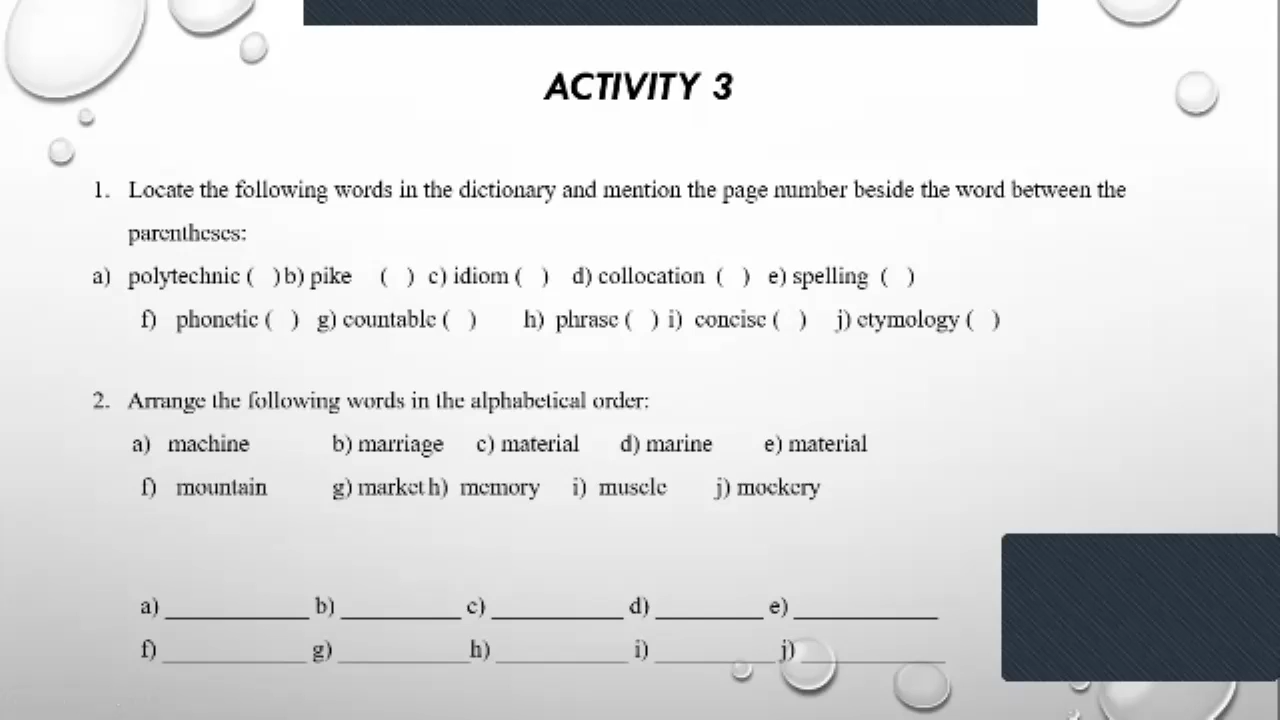 ACTIVITY 3
1. Locate the following words in the dictionary and mention the page number beside the word between the
parentheses:
a) polytechnic ( ) b) pike ( ) c) idiom ( ) d) collocation ( ) e) spelling ( )
f) phonetic ( ) g) countable ( ) h) phrase ( ) i) concise ( ) j) etymology ( )
2. Arrange the following words in the alphabetical order:
a) machine b) marriage c) material d) marine e) material
f) mountain g) market h) memory i) muscle j) mockery
a) ____________ b) __________ c) ___________ d) _________ e) ____________
f) ____________ g) ___________ h) ___________ i) __________ j) ____________